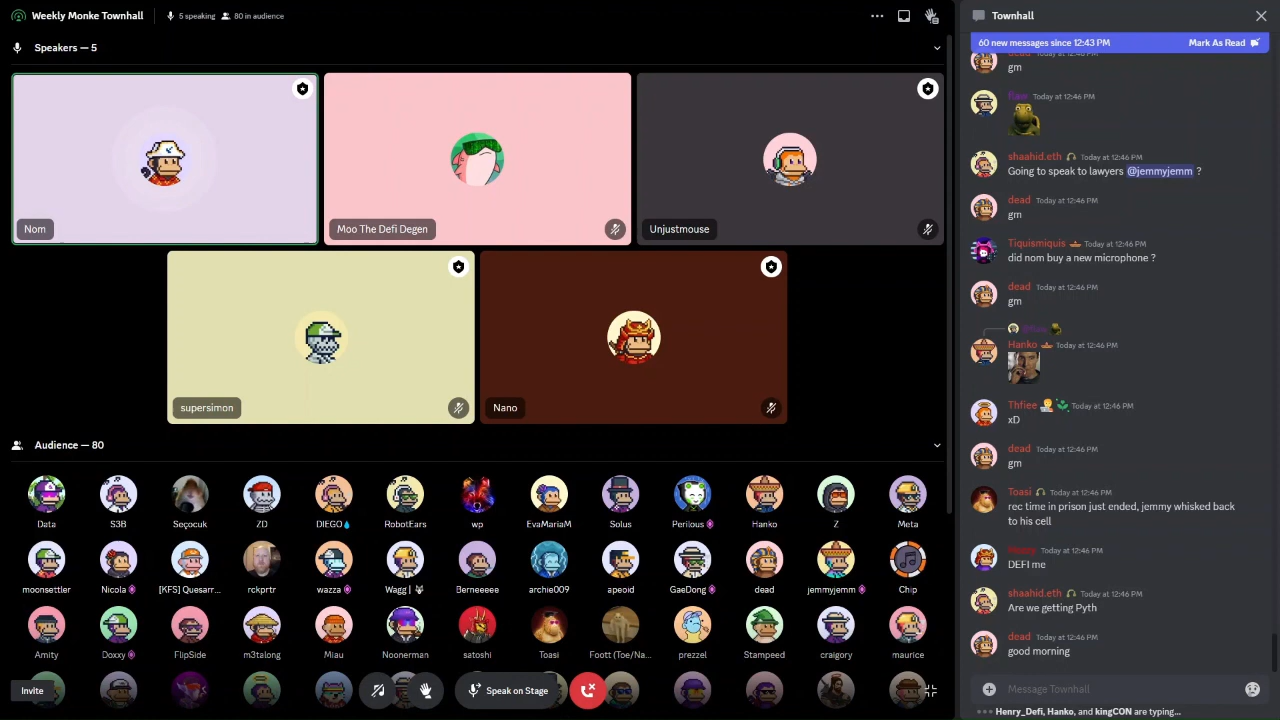 Weekly Monke Townhall
5 speaking
80 in audience
Speakers — 5
Nom
Moo The Defi Degen
Unjustmouse
supersimon
Nano
Audience — 80
Data
S3B
Seçocuk
ZD
DIEGO💧
RobotEars
wp
EvaMariaM
Solus
Perilous
Hanko
Z
Meta
moonsettler
Nicola
[KFS] Quesarr...
rckprtr
wazza
Wagg |
Berneeeee
archie009
apeoid
GaeDong
dead
jemmyjemm
Chip
Amity
Doxxy
FlipSide
m3talong
Miau
Noonerman
satoshi
Toasi
Foott (Toe/Na...
prezzel
Stampeed
craigory
maurice
Invite
Speak on Stage
Townhall
60 new messages since 12:43 PM
Mark As Read
gm
flaw Today at 12:46 PM
shaahid.eth Today at 12:46 PM
Going to speak to lawyers @jemmyjemm ?
dead Today at 12:46 PM
gm
Tiquismiquis Today at 12:46 PM
did nom buy a new microphone ?
dead Today at 12:46 PM
gm
Hanko Today at 12:46 PM
Thfiee Today at 12:46 PM
xD
dead Today at 12:46 PM
gm
Toasi Today at 12:46 PM
rec time in prison just ended, jemmy whisked back
to his cell
Today at 12:46 PM
DEFI me
shaahid.eth Today at 12:46 PM
Are we getting Pyth
dead Today at 12:46 PM
good morning
Message Townhall
Henry_Defi, Hanko, and kingCON are typing...